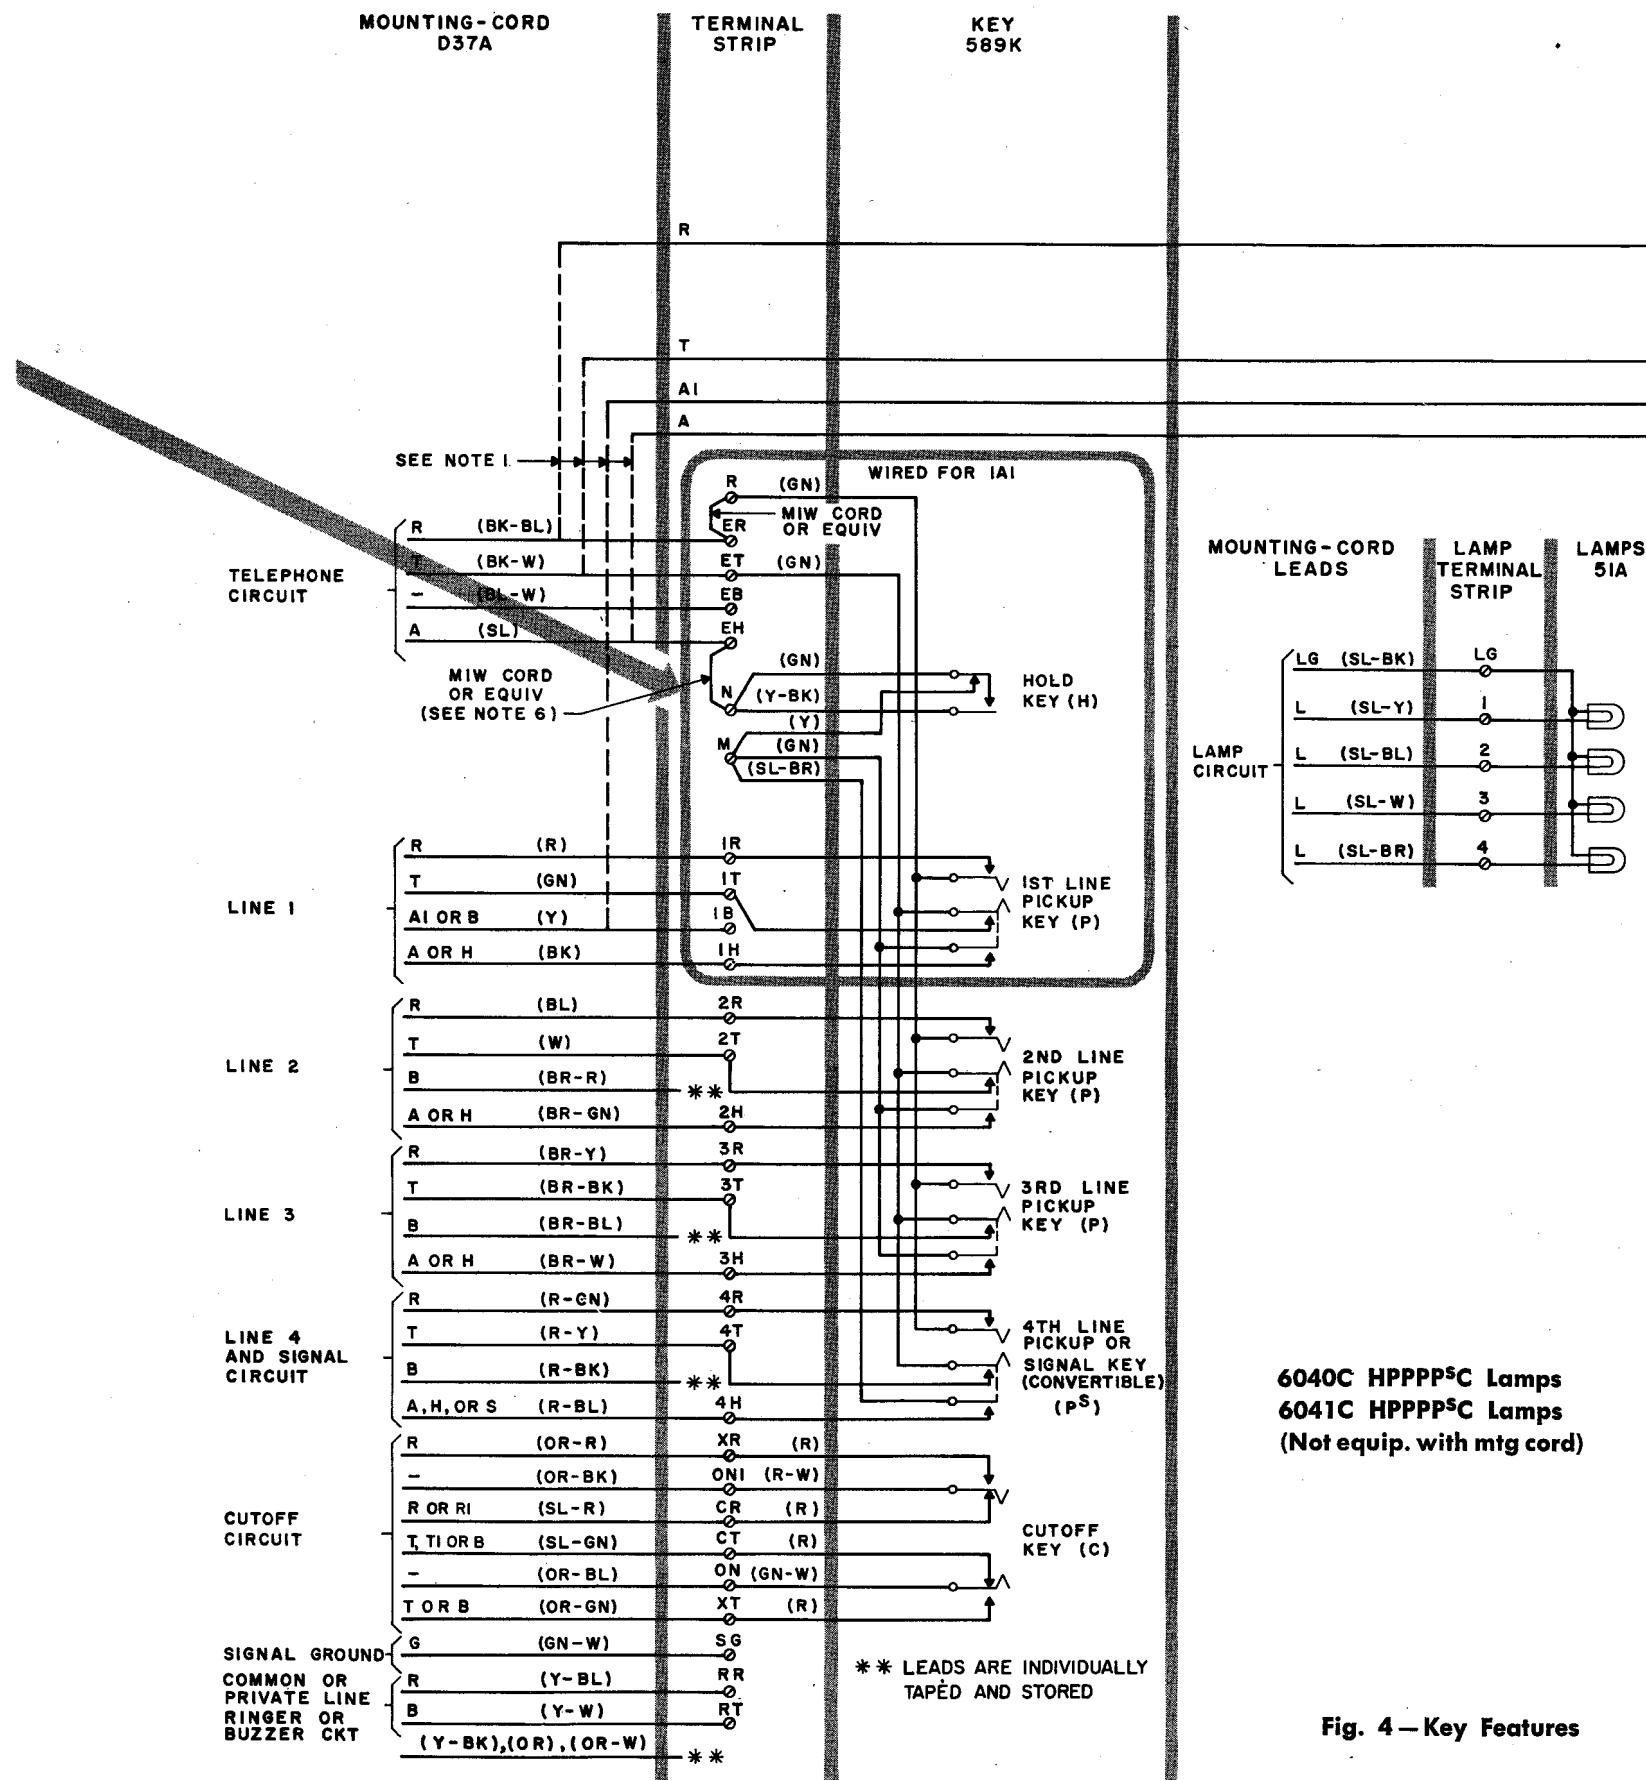 MOUNTING-CORD
D37A
TERMINAL
STRIP
KEY
589K
R
T
A1
A
SEE NOTE 1
WIRED FOR 1A1
R (GN)
MIW CORD
OR EQUIV
TELEPHONE
CIRCUIT
R (BK-BL) ER
T (BK-W) ET (GN)
– (BL-W) EB
A (SL) EH
MIW CORD
OR EQUIV
(SEE NOTE 6)
(GN)
N (Y-BK)
(Y)
M (GN)
(SL-BR)
HOLD
KEY (H)
MOUNTING-CORD
LEADS
LAMP
TERMINAL
STRIP
LAMPS
51A
LAMP
CIRCUIT
LG (SL-BK) LG
L (SL-Y) 1
L (SL-BL) 2
L (SL-W) 3
L (SL-BR) 4
LINE 1
R (R) 1R
T (GN) 1T
A1 OR B (Y) 1B
A OR H (BK) 1H
1ST LINE
PICKUP
KEY (P)
LINE 2
R (BL) 2R
T (W) 2T
B (BR-R) **
A OR H (BR-GN) 2H
2ND LINE
PICKUP
KEY (P)
LINE 3
R (BR-Y) 3R
T (BR-BK) 3T
B (BR-BL) **
A OR H (BR-W) 3H
3RD LINE
PICKUP
KEY (P)
LINE 4
AND SIGNAL
CIRCUIT
R (R-GN) 4R
T (R-Y) 4T
B (R-BK) **
A, H, OR S (R-BL) 4H
4TH LINE
PICKUP OR
SIGNAL KEY
(CONVERTIBLE)
(PS)
6040C HPPPPSC Lamps
6041C HPPPPSC Lamps
(Not equip. with mtg cord)
CUTOFF
CIRCUIT
R (OR-R) XR (R)
– (OR-BK) ON1 (R-W)
R OR R1 (SL-R) CR (R)
T, T1 OR B (SL-GN) CT (R)
– (OR-BL) ON (GN-W)
T OR B (OR-GN) XT (R)
CUTOFF
KEY (C)
SIGNAL GROUND
G (GN-W) SG
COMMON OR
PRIVATE LINE
RINGER OR
BUZZER CKT
R (Y-BL) RR
B (Y-W) RT
(Y-BK),(OR),(OR-W) **
** LEADS ARE INDIVIDUALLY
TAPED AND STORED
Fig. 4—Key Features